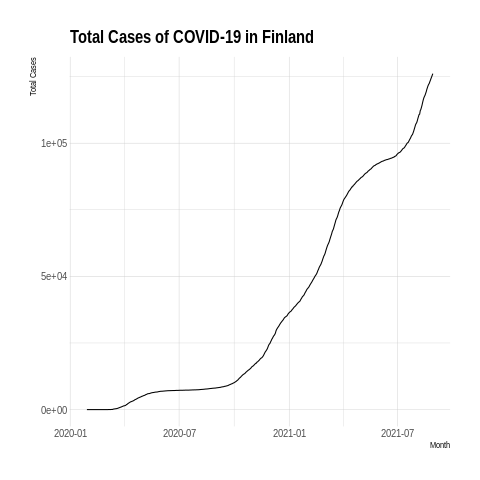 Total Cases of COVID-19 in Finland
Total Cases
1e+05
5e+04
0e+00
2020-01 2020-07 2021-01 2021-07
Month